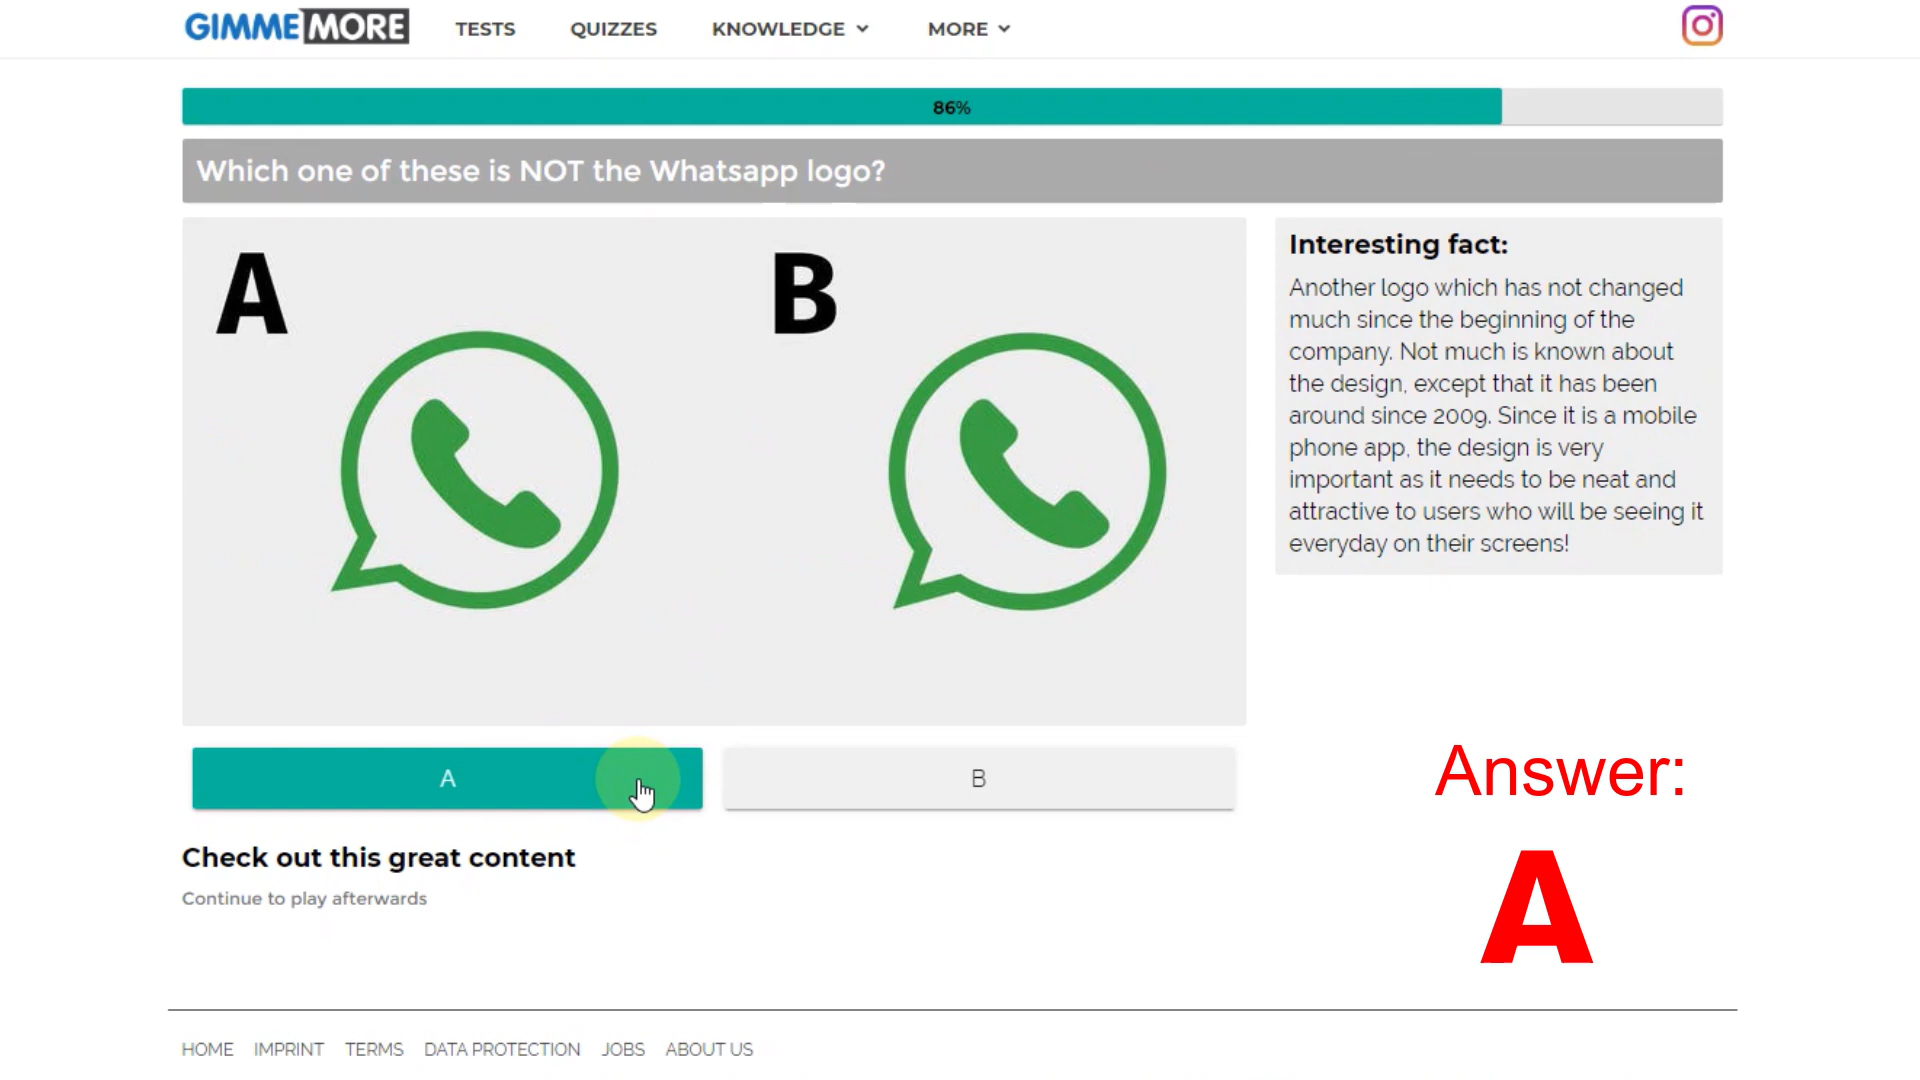 GIMMEMORE TESTS QUIZZES KNOWLEDGE MORE
86%
Which one of these is NOT the Whatsapp logo?
A B
Interesting fact:
Another logo which has not changed
much since the beginning of the
company. Not much is known about
the design, except that it has been
around since 2009. Since it is a mobile
phone app, the design is very
important as it needs to be neat and
attractive to users who will be seeing it
everyday on their screens!
A B
Answer:
A
Check out this great content
Continue to play afterwards
HOME IMPRINT TERMS DATA PROTECTION JOBS ABOUT US